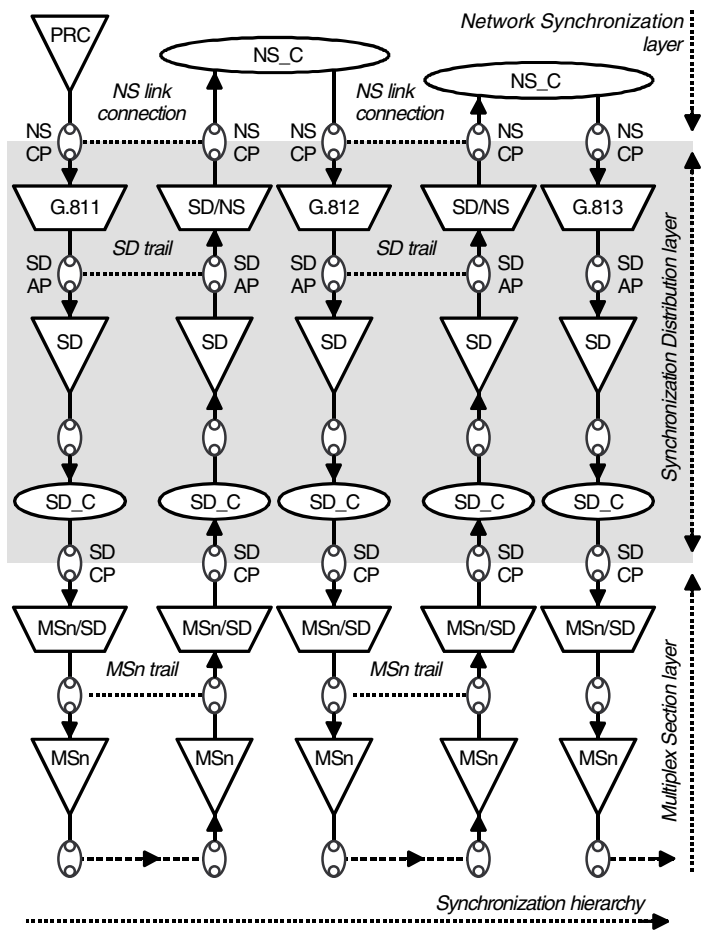 PRC
NS_C
Network Synchronization
layer
NS link
connection
NS link
connection
NS_C
NS
CP
NS
CP
NS
CP
NS
CP
NS
CP
G.811
SD/NS
G.812
SD/NS
G.813
SD trail
SD trail
SD
AP
SD
AP
SD
AP
SD
AP
SD
AP
Synchronization Distribution layer
SD
SD
SD
SD
SD
SD_C
SD_C
SD_C
SD_C
SD_C
SD
CP
SD
CP
SD
CP
SD
CP
SD
CP
MSn/SD
MSn/SD
MSn/SD
MSn/SD
MSn/SD
MSn trail
MSn trail
Multiplex Section layer
MSn
MSn
MSn
MSn
MSn
Synchronization hierarchy